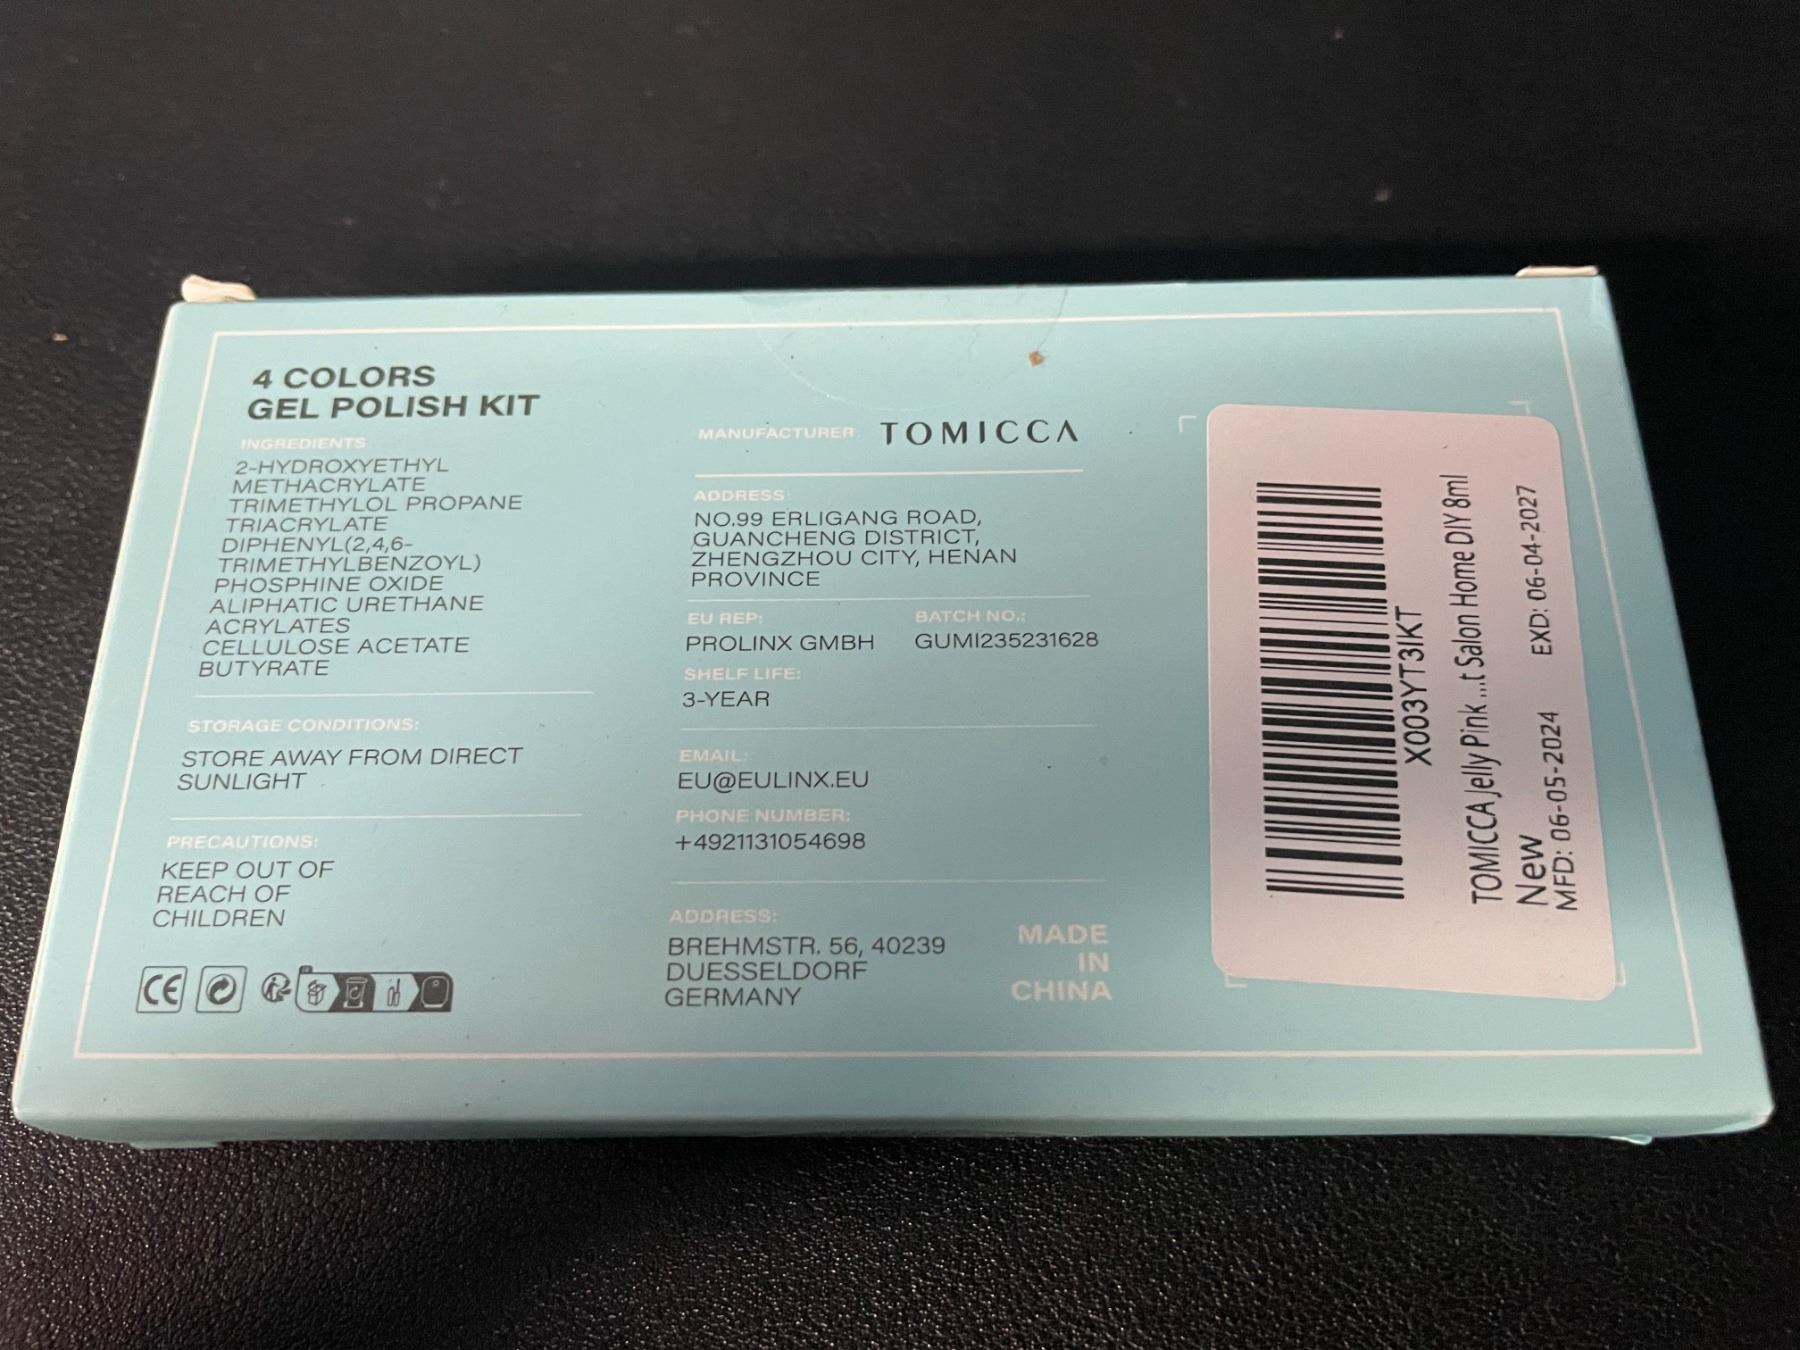 4 COLORS
GEL POLISH KIT
INGREDIENTS
2-HYDROXYETHYL
METHACRYLATE
TRIMETHYLOL PROPANE
TRIACRYLATE
DIPHENYL(2,4,6-
TRIMETHYLBENZOYL)
PHOSPHINE OXIDE
ALIPHATIC URETHANE
ACRYLATES
CELLULOSE ACETATE
BUTYRATE
STORAGE CONDITIONS:
STORE AWAY FROM DIRECT
SUNLIGHT
PRECAUTIONS:
KEEP OUT OF
REACH OF
CHILDREN
CE
MANUFACTURER TOMICCA
ADDRESS:
NO.99 ERLIGANG ROAD,
GUANCHENG DISTRICT,
ZHENGZHOU CITY, HENAN
PROVINCE
EU REP: BATCH NO.:
PROLINX GMBH GUMI235231628
SHELF LIFE:
3-YEAR
EMAIL:
EU@EULINX.EU
PHONE NUMBER:
+4921131054698
ADDRESS:
BREHMSTR. 56, 40239
DUESSELDORF
GERMANY
MADE
IN
CHINA
X003YT3IKT
TOMICCA Jelly Pink ...t Salon Home DIY 8ml
New
MFD: 06-05-2024 EXD: 06-04-2027